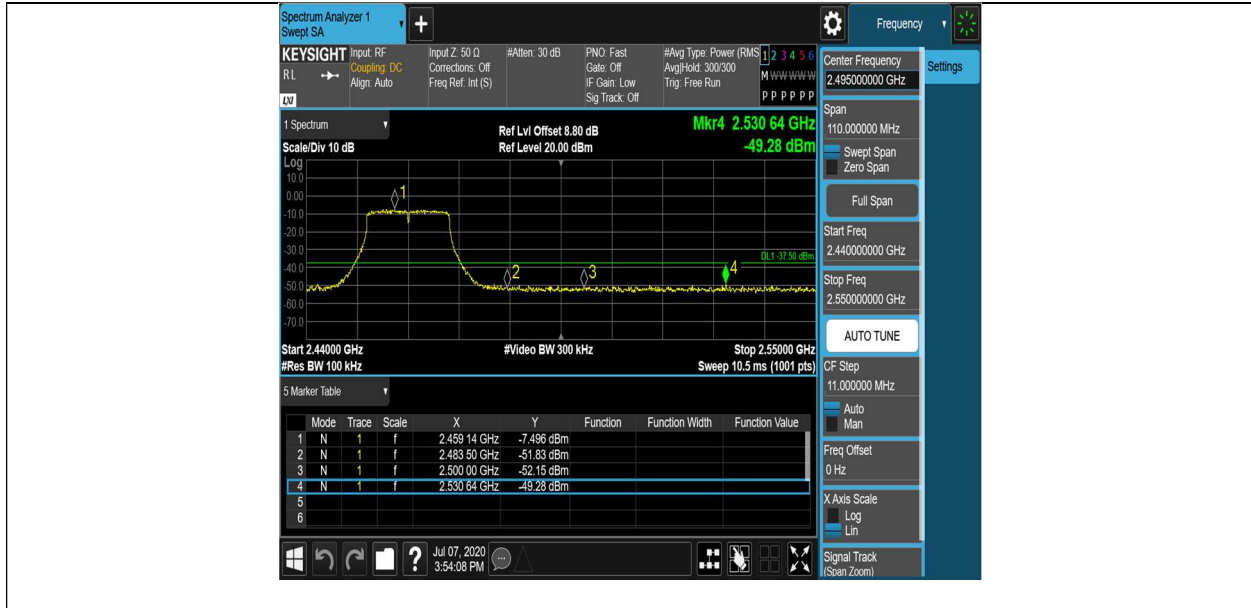 Spectrum Analyzer 1
Swept SA
Frequency
KEYSIGHT
RL
LXI
Input: RF
Coupling: DC
Align: Auto
Input Z: 50 Ω
Corrections: Off
Freq Ref: Int (S)
#Atten: 30 dB
PNO: Fast
Gate: Off
IF Gain: Low
Sig Track: Off
#Avg Type: Power (RMS
Avg|Hold: 300/300
Trig: Free Run
1 2 3 4 5 6
M W W W W W
P P P P P P
1 Spectrum
Scale/Div 10 dB
Ref Lvl Offset 8.80 dB
Ref Level 20.00 dBm
Mkr4 2.530 64 GHz
-49.28 dBm
Log
10.0
0.00
-10.0
-20.0
-30.0
-40.0
-50.0
-60.0
-70.0
1
2
3
4
DL1 -37.50 dBm
Start 2.44000 GHz
#Res BW 100 kHz
#Video BW 300 kHz
Stop 2.55000 GHz
Sweep 10.5 ms (1001 pts)
5 Marker Table
Mode Trace Scale X Y Function Function Width Function Value
1 N 1 f 2.459 14 GHz -7.496 dBm
2 N 1 f 2.483 50 GHz -51.83 dBm
3 N 1 f 2.500 00 GHz -52.15 dBm
4 N 1 f 2.530 64 GHz -49.28 dBm
5
6
?
Jul 07, 2020
3:54:08 PM
Center Frequency
2.495000000 GHz
Settings
Span
110.000000 MHz
Swept Span
Zero Span
Full Span
Start Freq
2.440000000 GHz
Stop Freq
2.550000000 GHz
AUTO TUNE
CF Step
11.000000 MHz
Auto
Man
Freq Offset
0 Hz
X Axis Scale
Log
Lin
Signal Track
(Span Zoom)